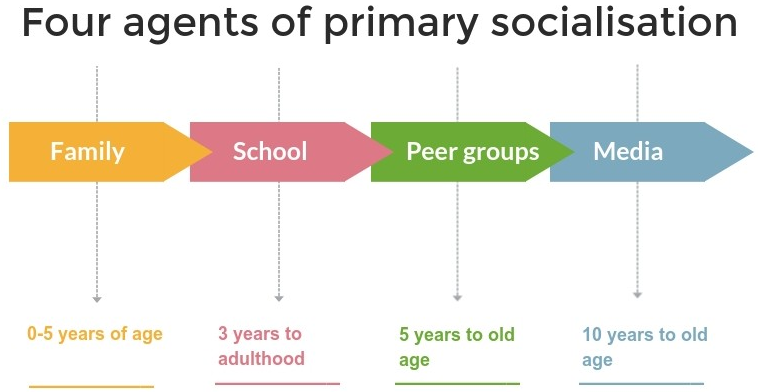 Four agents of primary socialisation
Family
School
Peer groups
Media
0-5 years of age
3 years to
adulthood
5 years to old
age
10 years to old
age